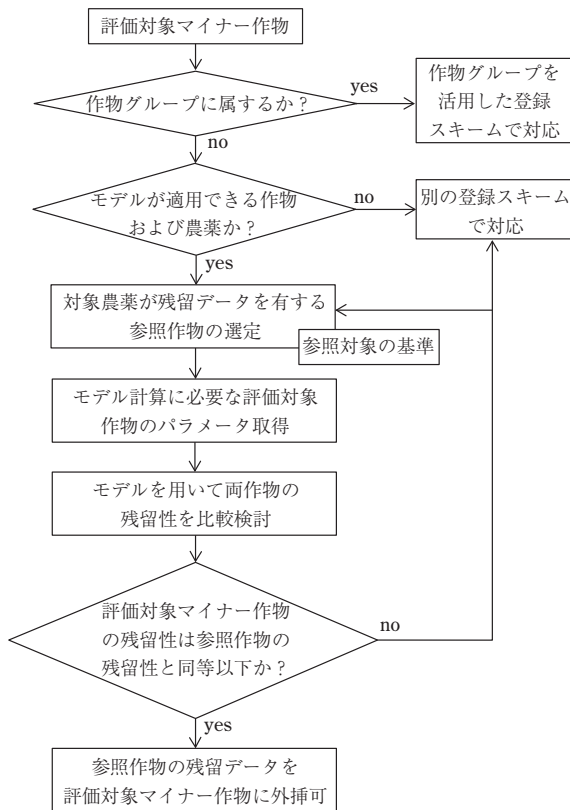 評価対象マイナー作物
作物グループに属するか？
yes
作物グループを
活用した登録
スキームで対応
no
モデルが適用できる作物
および農薬か？
no
別の登録スキーム
で対応
yes
対象農薬が残留データを有する
参照作物の選定
参照対象の基準
モデル計算に必要な評価対象
作物のパラメータ取得
モデルを用いて両作物の
残留性を比較検討
評価対象マイナー作物
の残留性は参照作物の
残留性と同等以下か？
no
yes
参照作物の残留データを
評価対象マイナー作物に外挿可